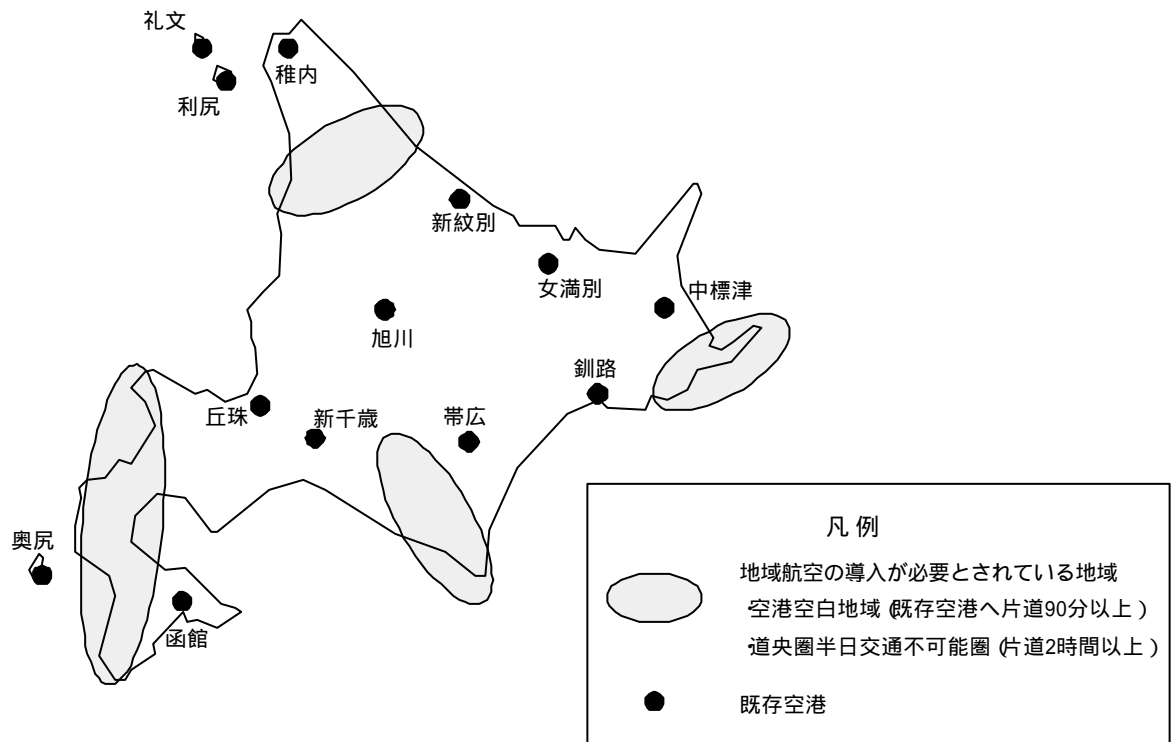 礼文
稚内
利尻
新紋別
女満別
中標津
旭川
釧路
丘珠
新千歳
帯広
奥尻
函館
凡 例
地域航空の導入が必要とされている地域
・空港空白地域 (既存空港へ片道90分以上)
・道央圏半日交通不可能圏 (片道2時間以上)
既存空港